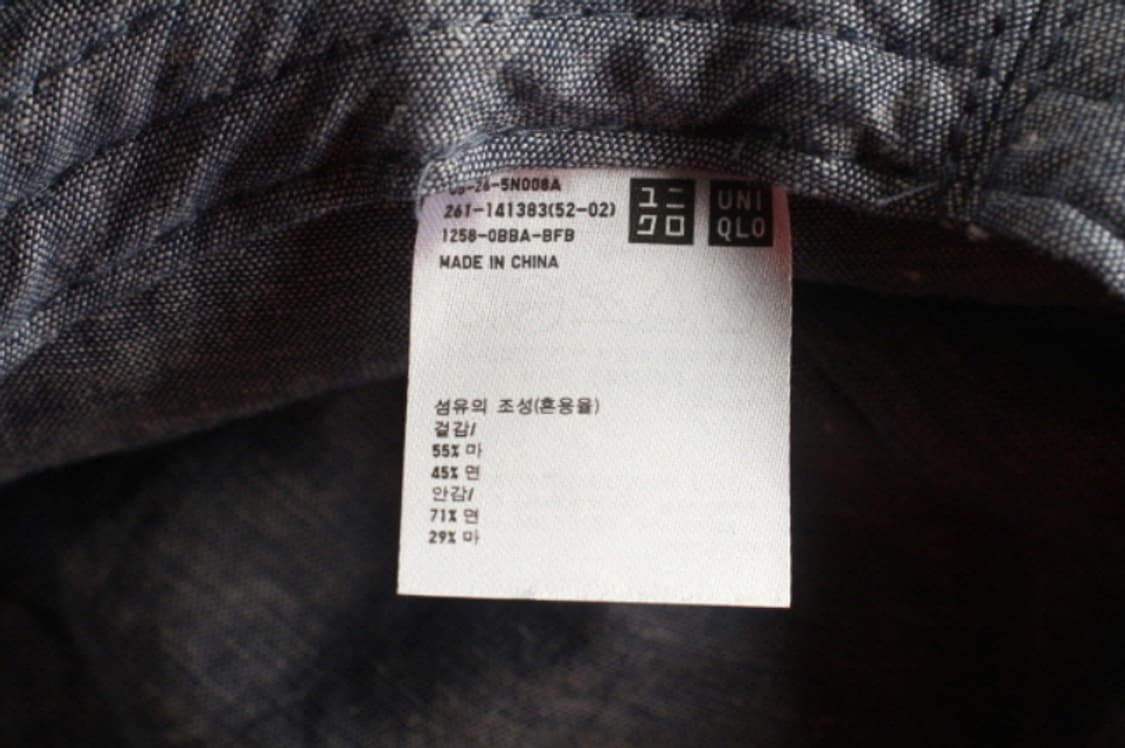 -5N008A
261-141383(52-02)
1258-0BBA-BFB
MADE IN CHINA
ユニ
クロ
UNI
QLO
섬유의 조성(혼용율)
겉감/
55% 마
45% 면
안감/
71% 면
29% 마